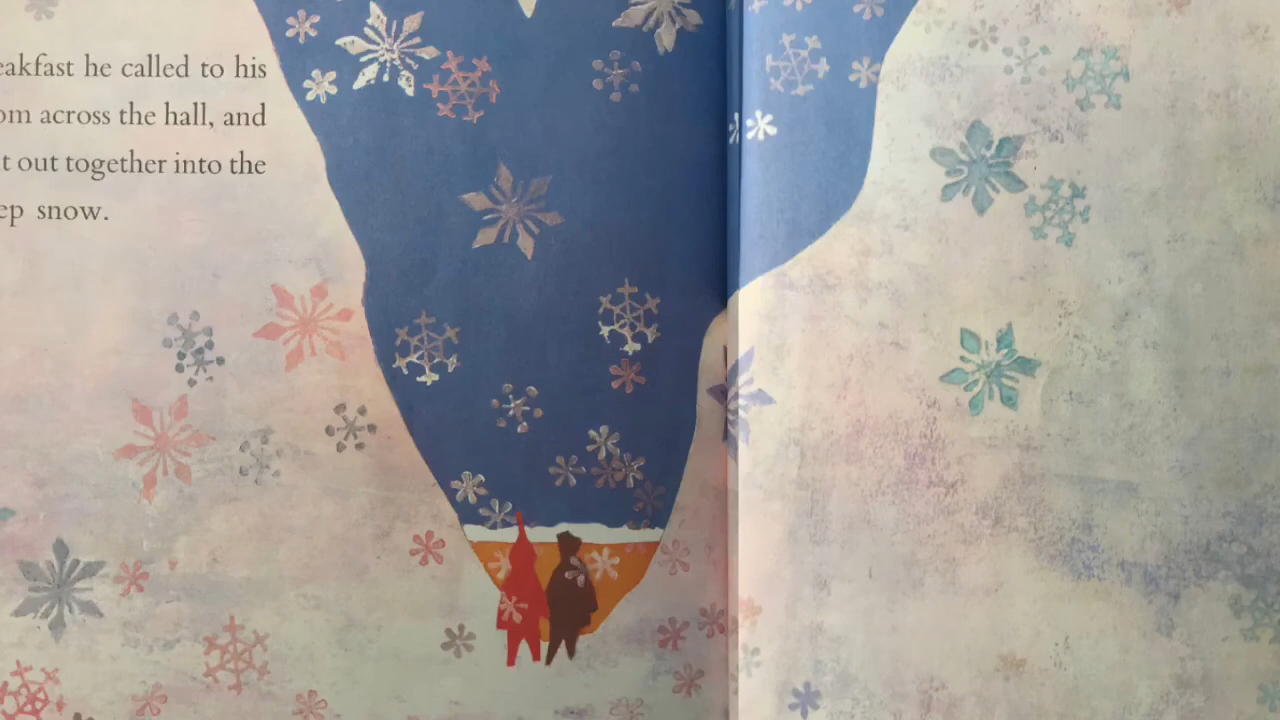 eakfast he called to his
om across the hall, and
t out together into the
ep snow.